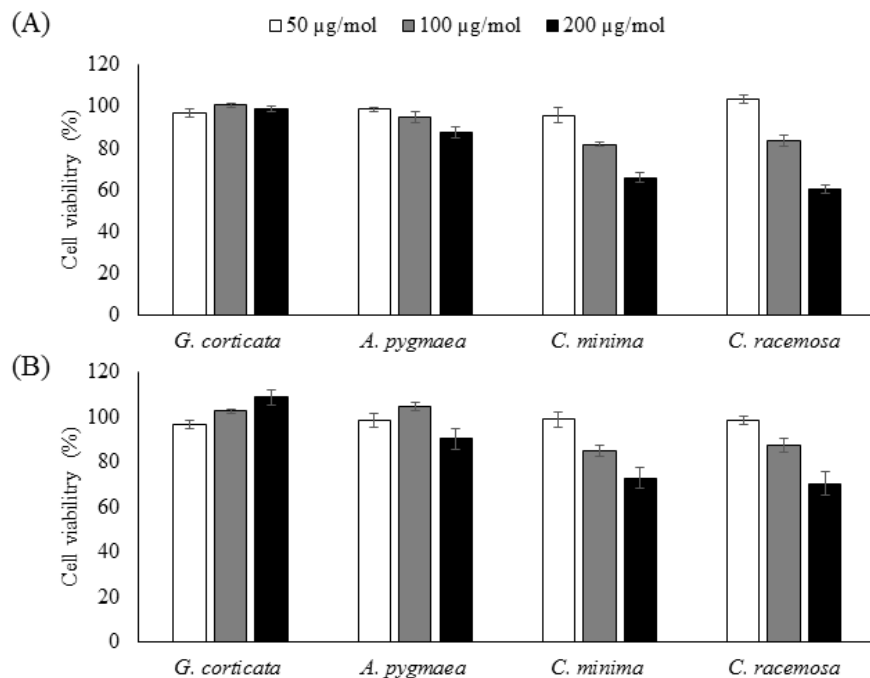 (A)
50 µg/mol 100 µg/mol 200 µg/mol
Cell viabilitry (%)
120
100
80
60
40
20
0
G. corticata A. pygmaea C. minima C. racemosa
(B)
Cell viabilitry (%)
120
100
80
60
40
20
0
G. corticata A. pygmaea C. minima C. racemosa